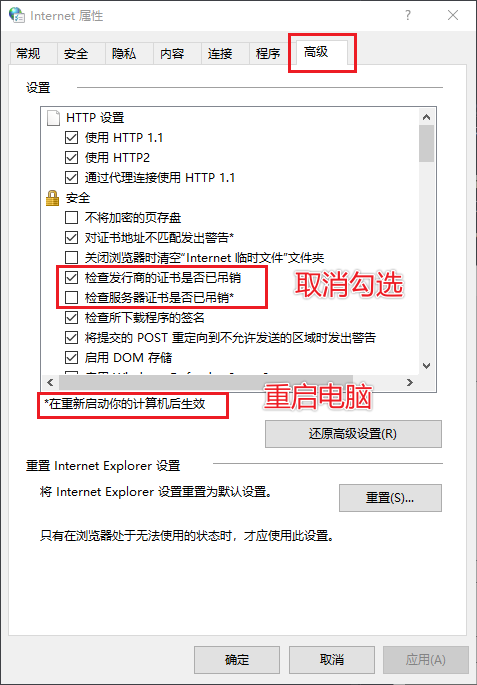 Internet 属性
常规 安全 隐私 内容 连接 程序 高级
设置
HTTP 设置
使用 HTTP 1.1
使用 HTTP2
通过代理连接使用 HTTP 1.1
安全
不将加密的页存盘
对证书地址不匹配发出警告*
关闭浏览器时清空"Internet 临时文件"文件夹
检查发行商的证书是否已吊销
取消勾选
检查服务器证书是否已吊销*
检查所下载程序的签名
将提交的 POST 重定向到不允许发送的区域时发出警告
启用 DOM 存储
*在重新启动你的计算机后生效
重启电脑
还原高级设置(R)
重置 Internet Explorer 设置
将 Internet Explorer 设置重置为默认设置。
重置(S)...
只有在浏览器处于无法使用的状态时，才应使用此设置。
确定 取消 应用(A)